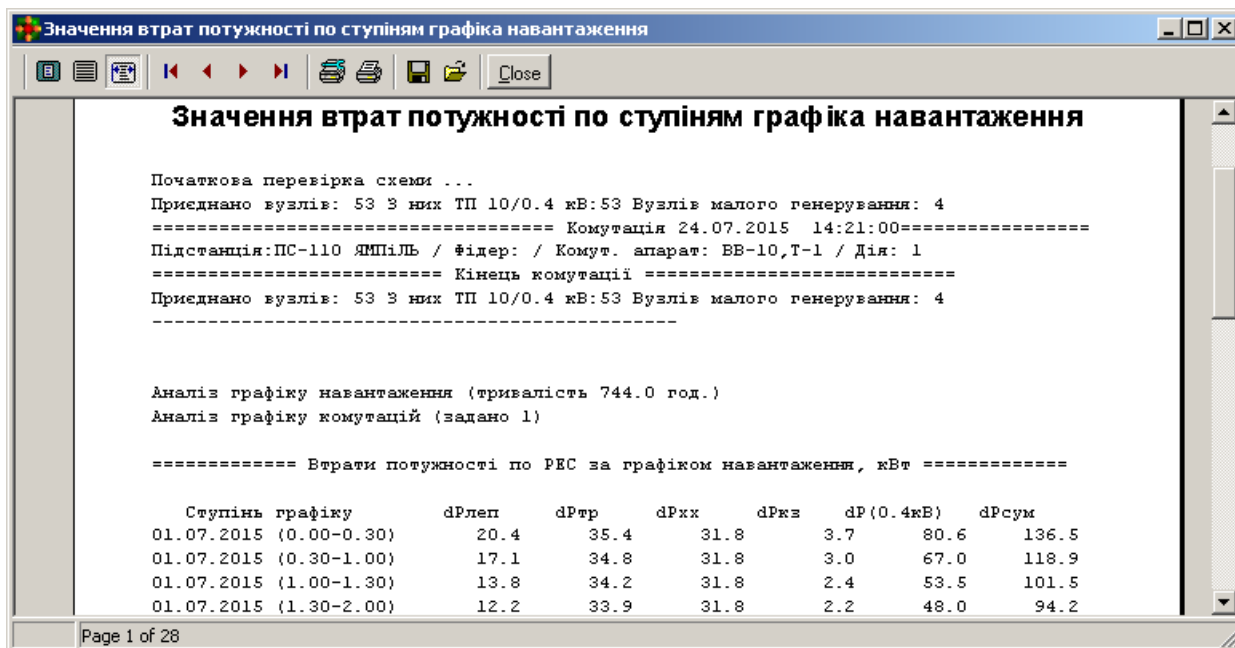 Значення втрат потужності по ступіням графіка навантаження
Close
Значення втрат потужності по ступіням графіка навантаження
Початкова перевірка схеми ...
Приєднано вузлів: 53 З них ТП 10/0.4 кВ:53 Вузлів малого генерування: 4
==================================== Комутація 24.07.2015 14:21:00=================
Підстанція:ПС-110 ЯМПіЛЬ / Фідер: / Комут. апарат: ВВ-10,Т-1 / Дія: 1
========================== Кінець комутації ============================
Приєднано вузлів: 53 З них ТП 10/0.4 кВ:53 Вузлів малого генерування: 4
-----------------------------------------------
Аналіз графіку навантаження (тривалість 744.0 год.)
Аналіз графіку комутацій (задано 1)
============= Втрати потужності по РЕС за графіком навантаження, кВт =============
Ступінь графіку dPлеп dPтр dPхх dPкз dP(0.4кВ) dPсум
01.07.2015 (0.00-0.30) 20.4 35.4 31.8 3.7 80.6 136.5
01.07.2015 (0.30-1.00) 17.1 34.8 31.8 3.0 67.0 118.9
01.07.2015 (1.00-1.30) 13.8 34.2 31.8 2.4 53.5 101.5
01.07.2015 (1.30-2.00) 12.2 33.9 31.8 2.2 48.0 94.2
Page 1 of 28